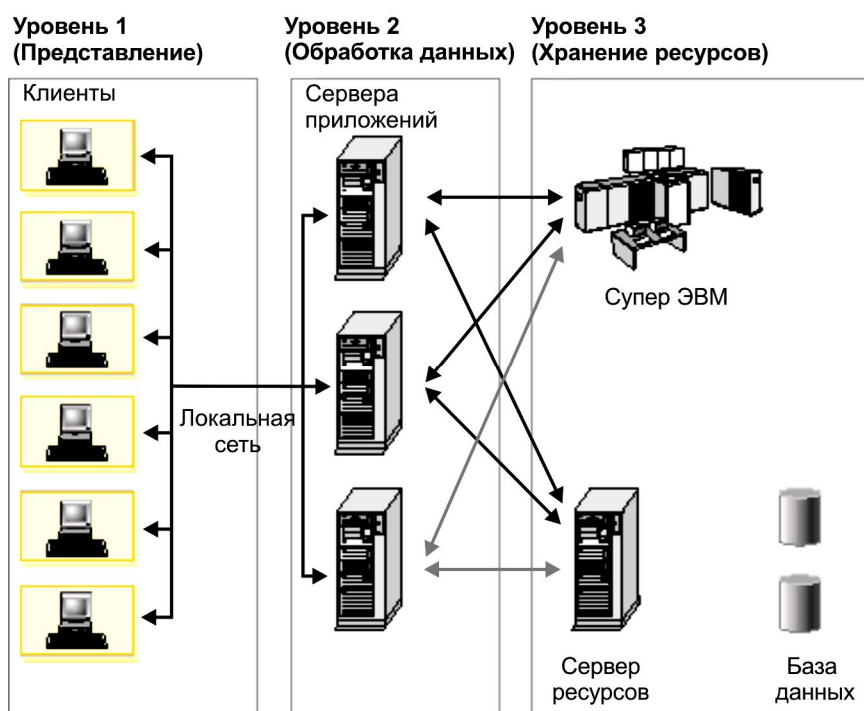 Уровень 1
(Представление)
Уровень 2
(Обработка данных)
Уровень 3
(Хранение ресурсов)
Клиенты
Сервера
приложений
Супер ЭВМ
Локальная
сеть
Сервер
ресурсов
База
данных